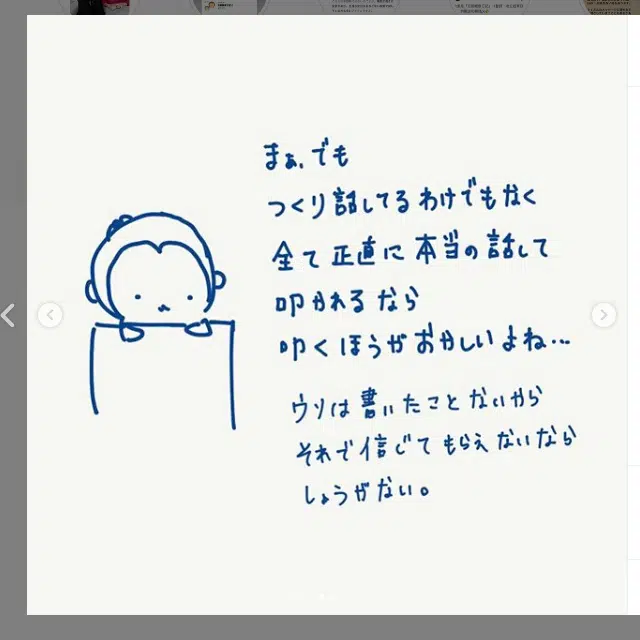 まぁ、でも
つくり話してるわけでもなく
全て正直に本当の話して
叩かれるなら
叩くほうがおかしいよね…
ウソは書いたことないから
それで信じてもらえないなら
しょうがない。